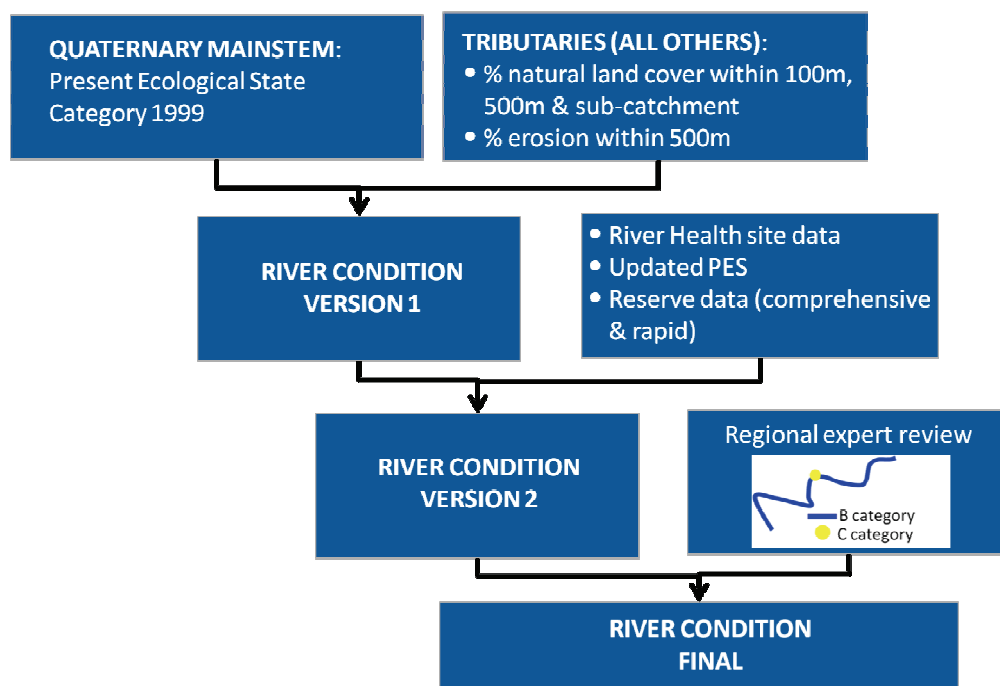 QUATERNARY MAINSTEM:
Present Ecological State
Category 1999
TRIBUTARIES (ALL OTHERS):
• % natural land cover within 100m,
500m & sub-catchment
• % erosion within 500m
RIVER CONDITION
VERSION 1
• River Health site data
• Updated PES
• Reserve data (comprehensive
& rapid)
RIVER CONDITION
VERSION 2
Regional expert review
B category
C category
RIVER CONDITION
FINAL